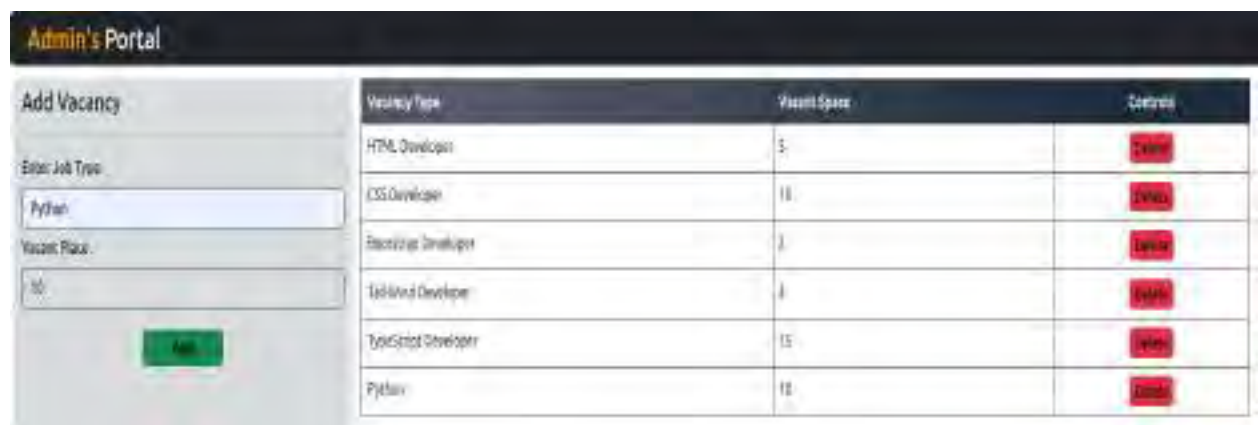 Admin's Portal
Add Vacancy
Enter Job Type
Python
Vacant Place
10
Add
Vacancy Type Vacant Space Controls
HTML Developer 5 Delete
CSS Developer 10 Delete
Bootstrap Developer Delete
Tailwind Developer Delete
TypeScript Developer 15 Delete
Python 10 Delete